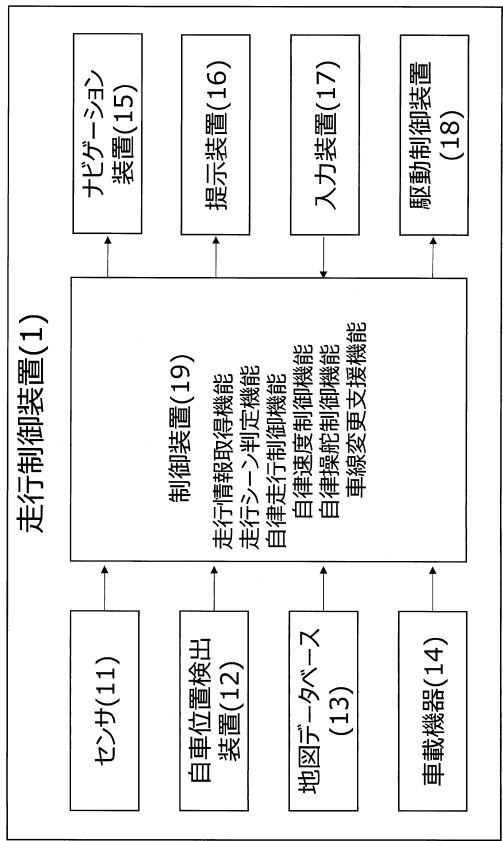 走行制御装置(1)
センサ(11)
自車位置検出
装置(12)
地図データベース
(13)
車載機器(14)
制御装置(19)
走行情報取得機能
走行シーン判定機能
自律走行制御機能
自律速度制御機能
自律操舵制御機能
車線変更支援機能
ナビゲーション
装置(15)
提示装置(16)
入力装置(17)
駆動制御装置
(18)